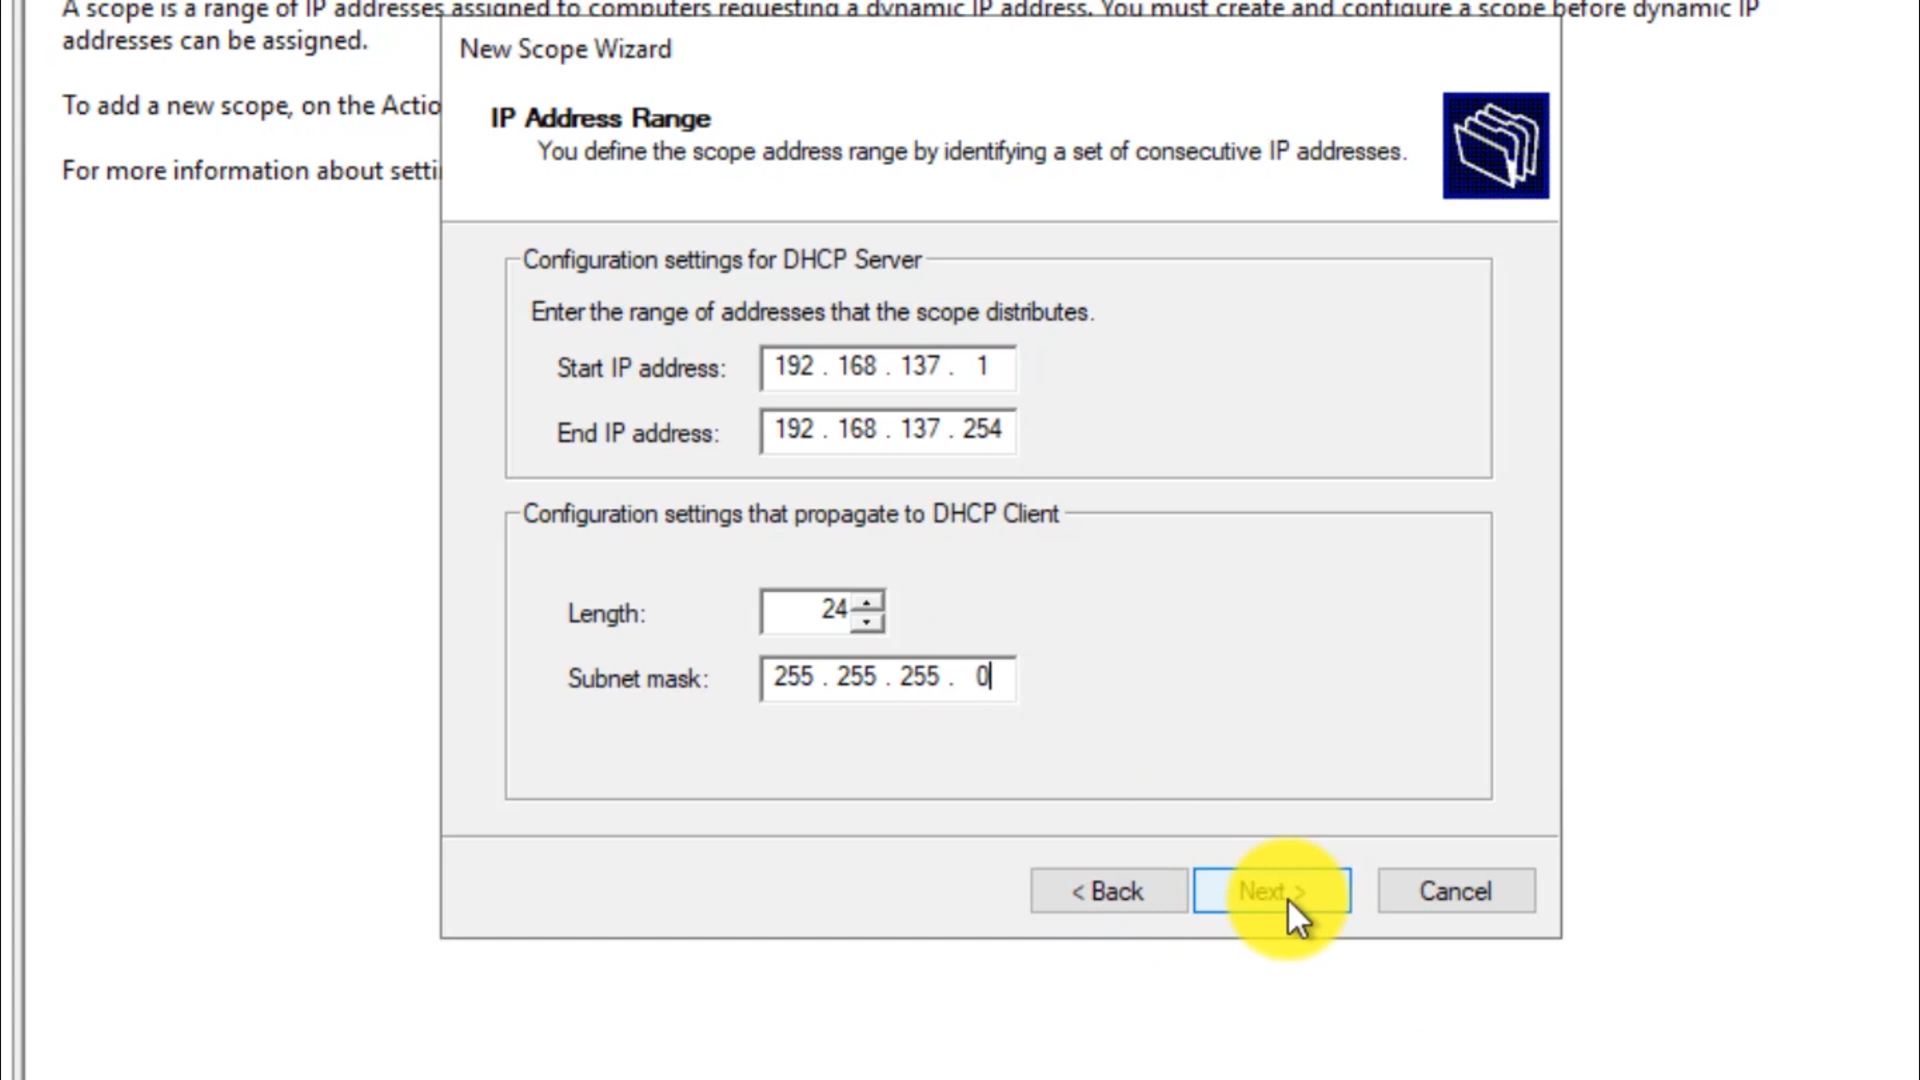 A scope is a range of IP addresses assigned to computers requesting a dynamic IP address. You must create and configure a scope before dynamic IP
addresses can be assigned.
To add a new scope, on the Actio
For more information about setti
New Scope Wizard
IP Address Range
You define the scope address range by identifying a set of consecutive IP addresses.
Configuration settings for DHCP Server
Enter the range of addresses that the scope distributes.
Start IP address: 192 . 168 . 137 . 1
End IP address: 192 . 168 . 137 . 254
Configuration settings that propagate to DHCP Client
Length: 24
Subnet mask: 255 . 255 . 255 . 0
< Back Next > Cancel